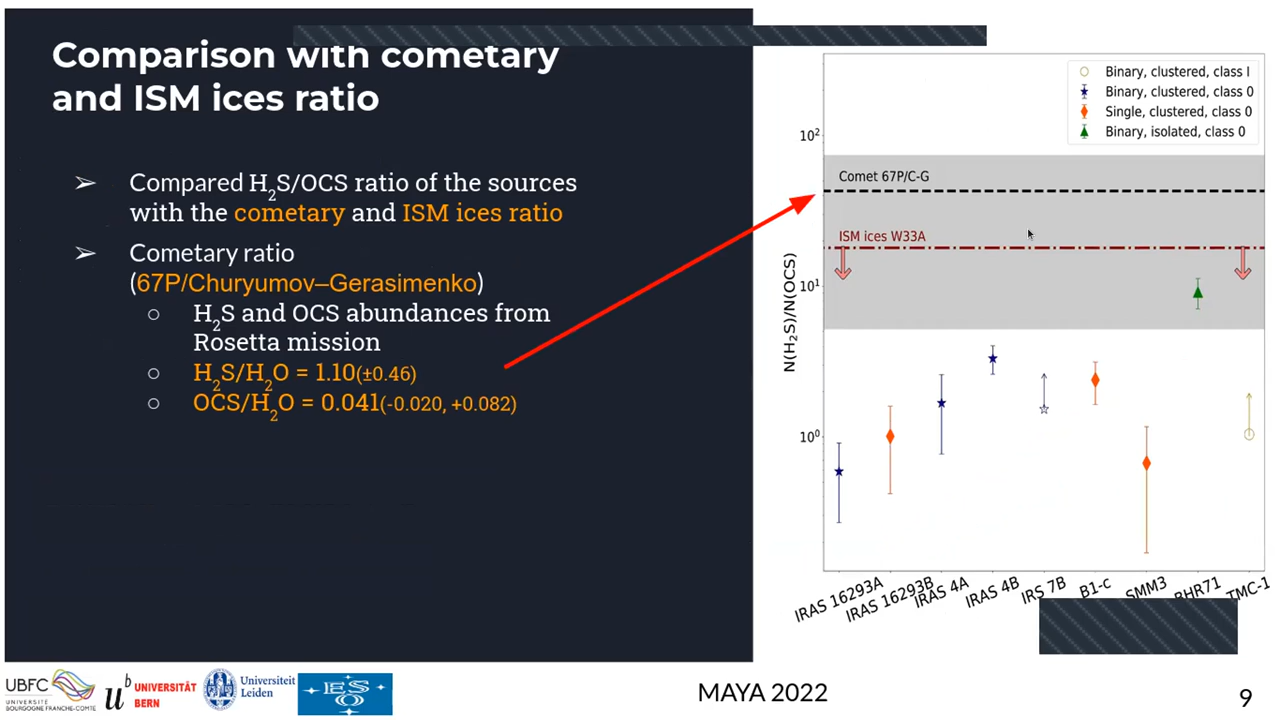 Comparison with cometary
and ISM ices ratio
➢ Compared H₂S/OCS ratio of the sources
with the cometary and ISM ices ratio
➢ Cometary ratio
(67P/Churyumov–Gerasimenko)
○ H₂S and OCS abundances from
Rosetta mission
○ H₂S/H₂O = 1.10(±0.46)
○ OCS/H₂O = 0.041(-0.020, +0.082)
Binary, clustered, class I
Binary, clustered, class 0
Single, clustered, class 0
Binary, isolated, class 0
10²
Comet 67P/C-G
ISM ices W33A
N(H₂S)/N(OCS)
10¹
10⁰
IRAS 16293A
IRAS 16293B
IRAS 4A
IRAS 4B
IRS 7B
B1-c
SMM3
BHR71
TMC-1
UBFC
UNIVERSITÉ
BOURGOGNE FRANCHE-COMTÉ
u^b
UNIVERSITÄT
BERN
Universiteit
Leiden
ESO
MAYA 2022
9